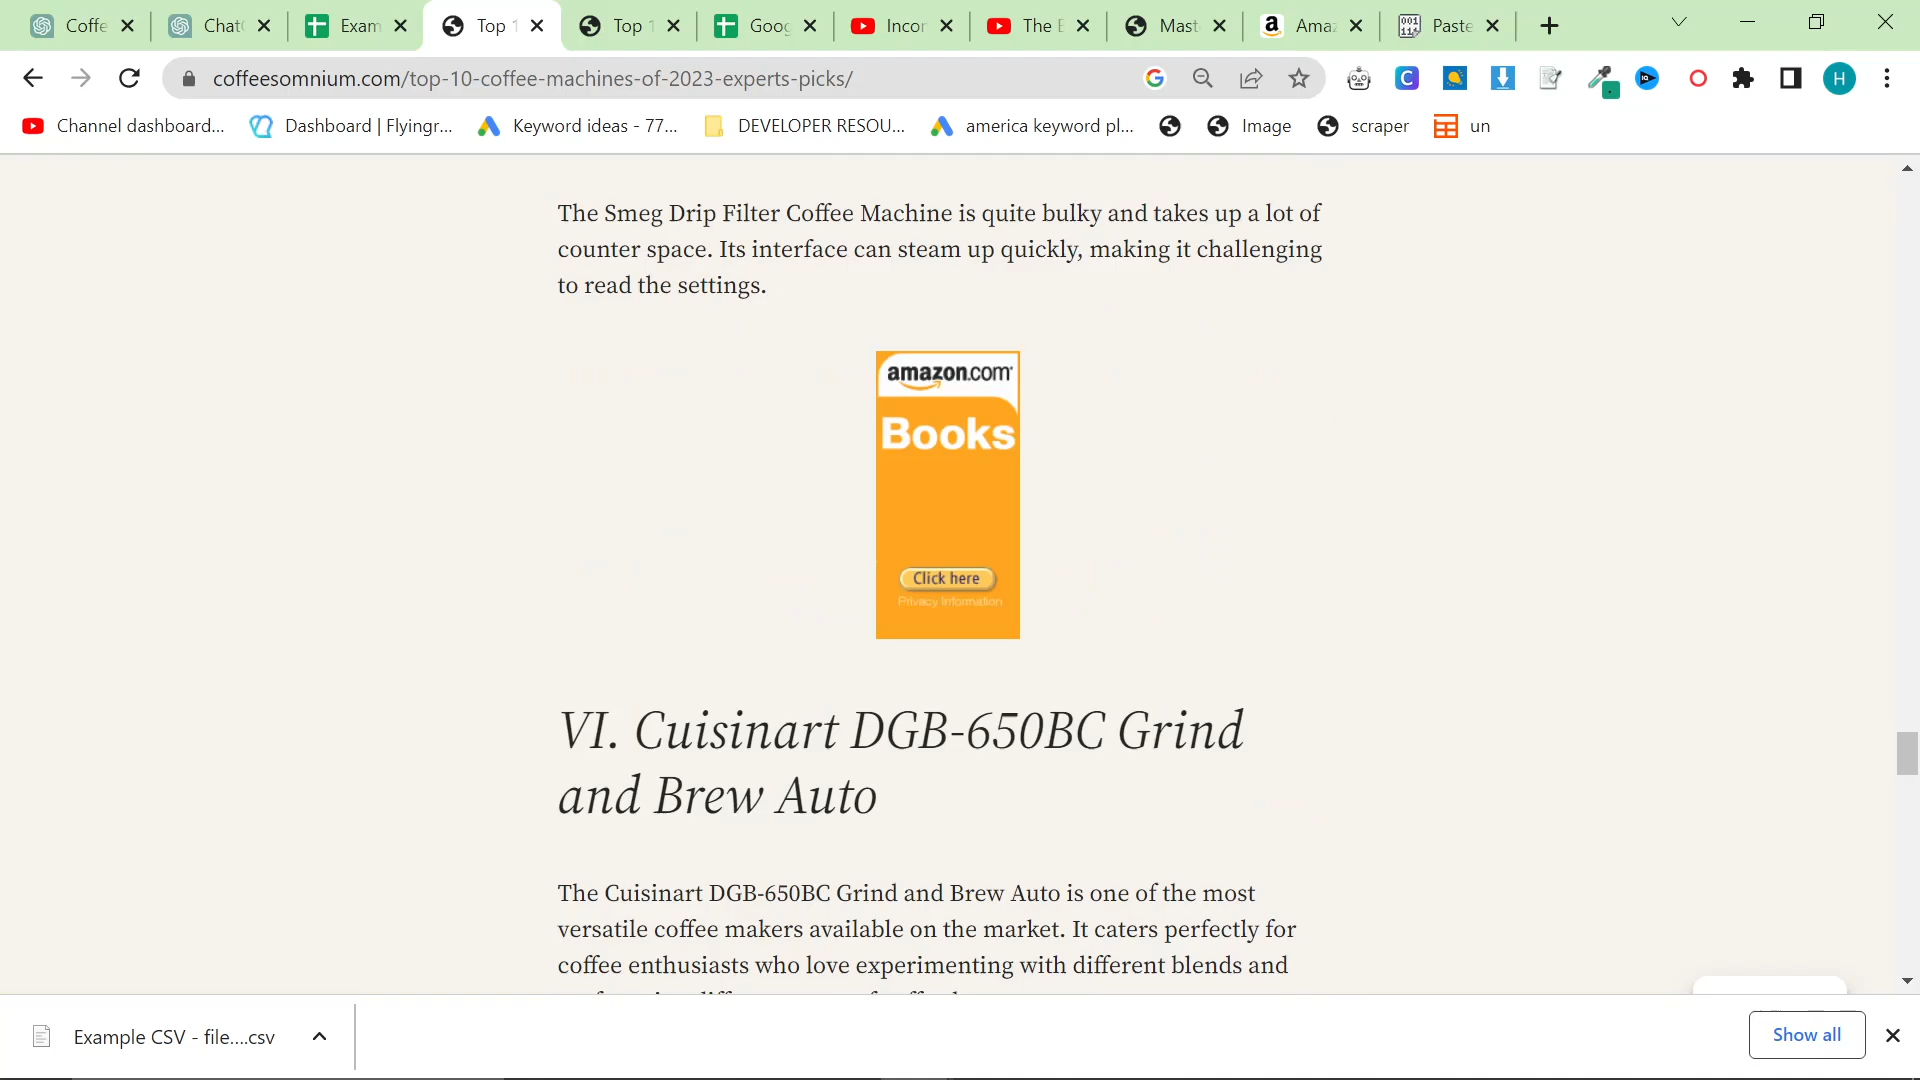 Coffe
Chat
Exam
Top 1
Top 1
Goog
Incor
The E
Mast
Amaz
Paste
coffeesomnium.com/top-10-coffee-machines-of-2023-experts-picks/
H
Channel dashboard...
Dashboard | Flyingr...
Keyword ideas - 77...
DEVELOPER RESOU...
america keyword pl...
Image
scraper
un
The Smeg Drip Filter Coffee Machine is quite bulky and takes up a lot of
counter space. Its interface can steam up quickly, making it challenging
to read the settings.
amazon.com
Books
Click here
Privacy Information
VI. Cuisinart DGB-650BC Grind
and Brew Auto
The Cuisinart DGB-650BC Grind and Brew Auto is one of the most
versatile coffee makers available on the market. It caters perfectly for
coffee enthusiasts who love experimenting with different blends and
Example CSV - file....csv
Show all